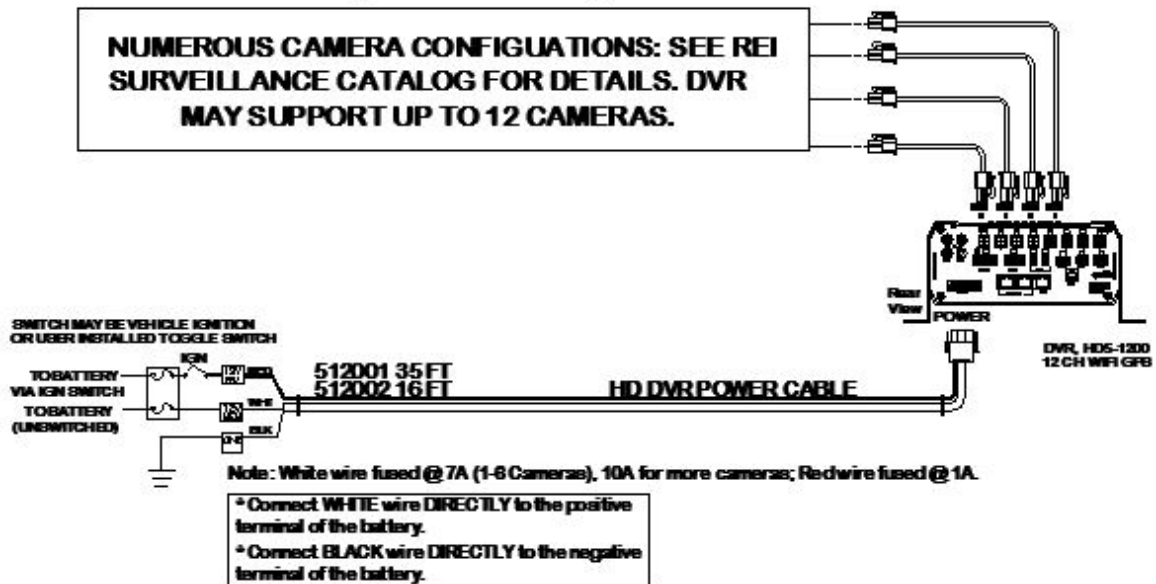 NUMEROUS CAMERA CONFIGUATIONS: SEE REI
SURVEILLANCE CATALOG FOR DETAILS. DVR
MAY SUPPORT UP TO 12 CAMERAS.
Rear
View
POWER
DVR, HD5-1200
12 CH WIFI GPS
SWITCH MAY BE VEHICLE IGNITION
OR USER INSTALLED TOGGLE SWITCH
IGN
TO BATTERY
VIA IGN SWITCH
RED
TO BATTERY
(UNSWITCHED)
WHT
BLK
512001 35 FT
512002 16 FT
HD DVR POWER CABLE
Note: White wire fused @ 7A (1-6 Cameras), 10A for more cameras; Red wire fused @ 1A.
* Connect WHITE wire DIRECTLY to the positive
terminal of the battery.
* Connect BLACK wire DIRECTLY to the negative
terminal of the battery.